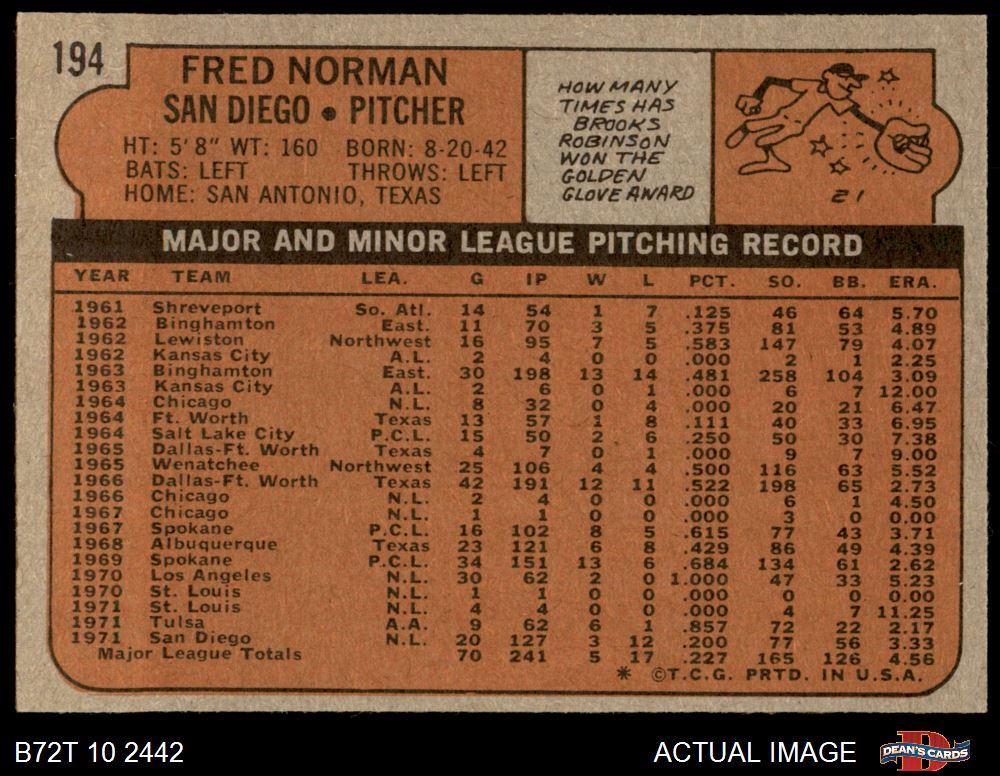 194
FRED NORMAN
SAN DIEGO • PITCHER
HT: 5'8" WT: 160 BORN: 8-20-42
BATS: LEFT THROWS: LEFT
HOME: SAN ANTONIO, TEXAS
HOW MANY
TIMES HAS
BROOKS
ROBINSON
WON THE
GOLDEN
GLOVE AWARD
21
MAJOR AND MINOR LEAGUE PITCHING RECORD
YEAR TEAM LEA. G IP W L PCT. SO. BB. ERA.
1961 Shreveport So. Atl. 14 54 1 7 .125 46 64 5.70
1962 Binghamton East. 11 70 3 5 .375 81 53 4.89
1962 Lewiston Northwest 16 95 7 5 .583 147 79 4.07
1962 Kansas City A.L. 2 4 0 0 .000 2 1 2.25
1963 Binghamton East. 30 198 13 14 .481 258 104 3.09
1963 Kansas City A.L. 2 6 0 1 .000 6 7 12.00
1964 Chicago N.L. 8 32 0 4 .000 20 21 6.47
1964 Ft. Worth Texas 13 57 1 8 .111 40 33 6.95
1964 Salt Lake City P.C.L. 15 50 2 6 .250 50 30 7.38
1965 Dallas-Ft. Worth Texas 4 7 0 1 .000 9 7 9.00
1965 Wenatchee Northwest 25 106 4 4 .500 116 63 5.52
1966 Dallas-Ft. Worth Texas 42 191 12 11 .522 198 65 2.73
1966 Chicago N.L. 2 4 0 0 .000 6 1 4.50
1967 Chicago N.L. 1 1 0 0 .000 3 0 0.00
1967 Spokane P.C.L. 16 102 8 5 .615 77 43 3.71
1968 Albuquerque Texas 23 121 6 8 .429 86 49 4.39
1969 Spokane P.C.L. 34 151 13 6 .684 134 61 2.62
1970 Los Angeles N.L. 30 62 2 0 1.000 47 33 5.23
1970 St. Louis N.L. 1 1 0 0 .000 0 0 0.00
1971 St. Louis N.L. 4 4 0 0 .000 4 7 11.25
1971 Tulsa A.A. 9 62 6 1 .857 72 22 2.17
1971 San Diego N.L. 20 127 3 12 .200 77 56 3.33
Major League Totals 70 241 5 17 .227 165 126 4.56
* ©T.C.G. PRTD. IN U.S.A.
B72T 10 2442 ACTUAL IMAGE DEAN'S CARDS